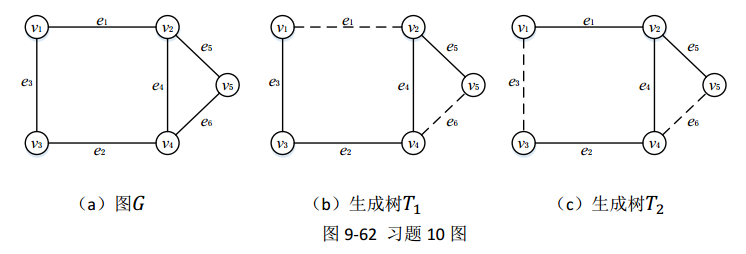 v₁ e₁ v₂ v₁ e₁ v₂ v₁ e₁ v₂
e₅ e₅ e₅
e₃ e₄ v₅ e₃ e₄ v₅ e₃ e₄ v₅
e₆ e₆ e₆
v₃ e₂ v₄ v₃ e₂ v₄ v₃ e₂ v₄
（a）图G （b）生成树T₁ （c）生成树T₂
图 9-62 习题 10 图